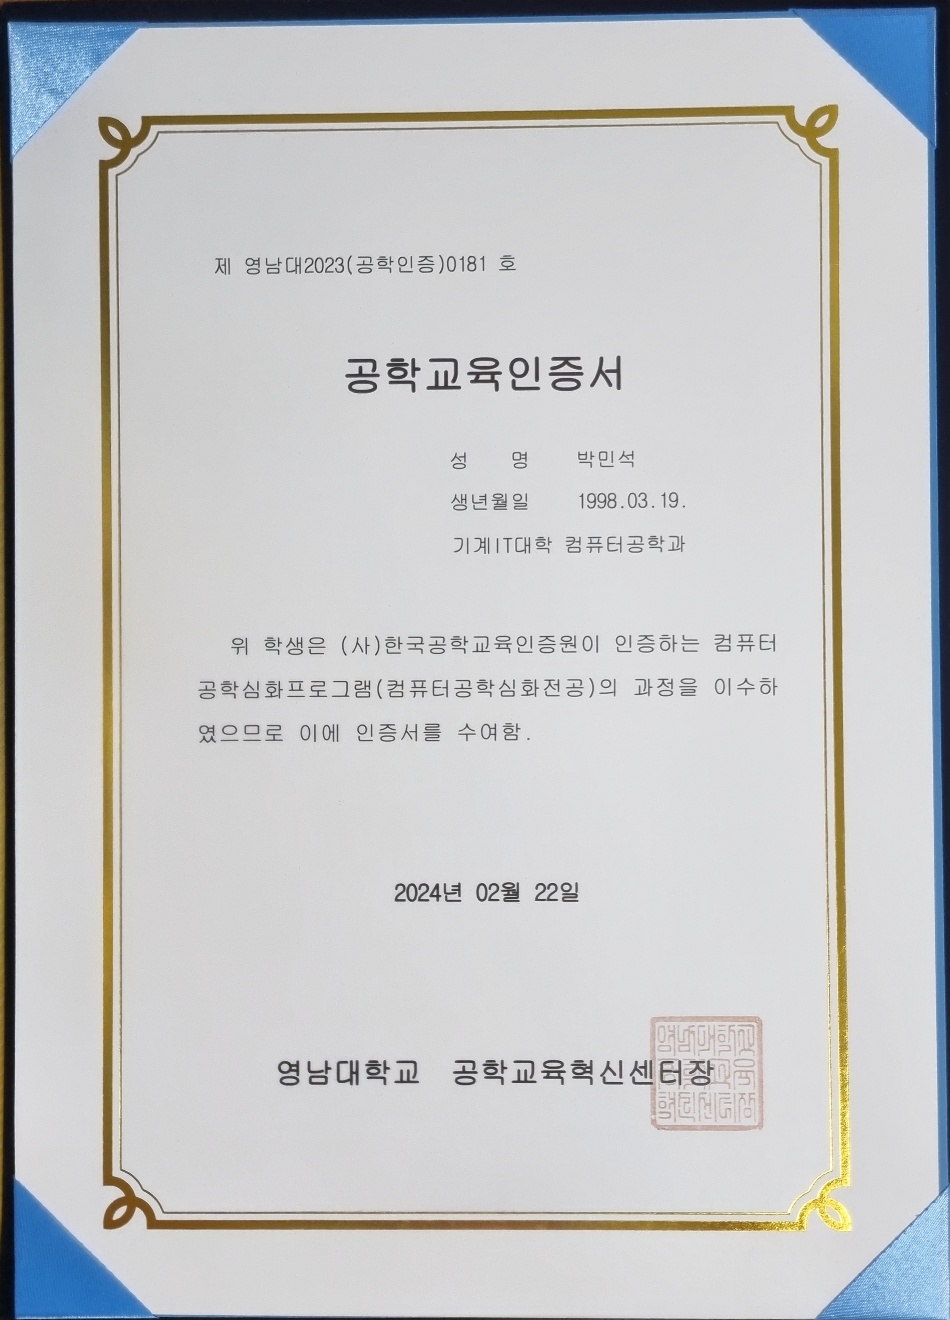 제 영남대2023(공학인증)0181 호
공학교육인증서
성 명 박민석
생년월일 1998.03.19.
기계IT대학 컴퓨터공학과
위 학생은 (사)한국공학교육인증원이 인증하는 컴퓨터
공학심화프로그램(컴퓨터공학심화전공)의 과정을 이수하
였으므로 이에 인증서를 수여함.
2024년 02월 22일
영남대학교 공학교육혁신센터장